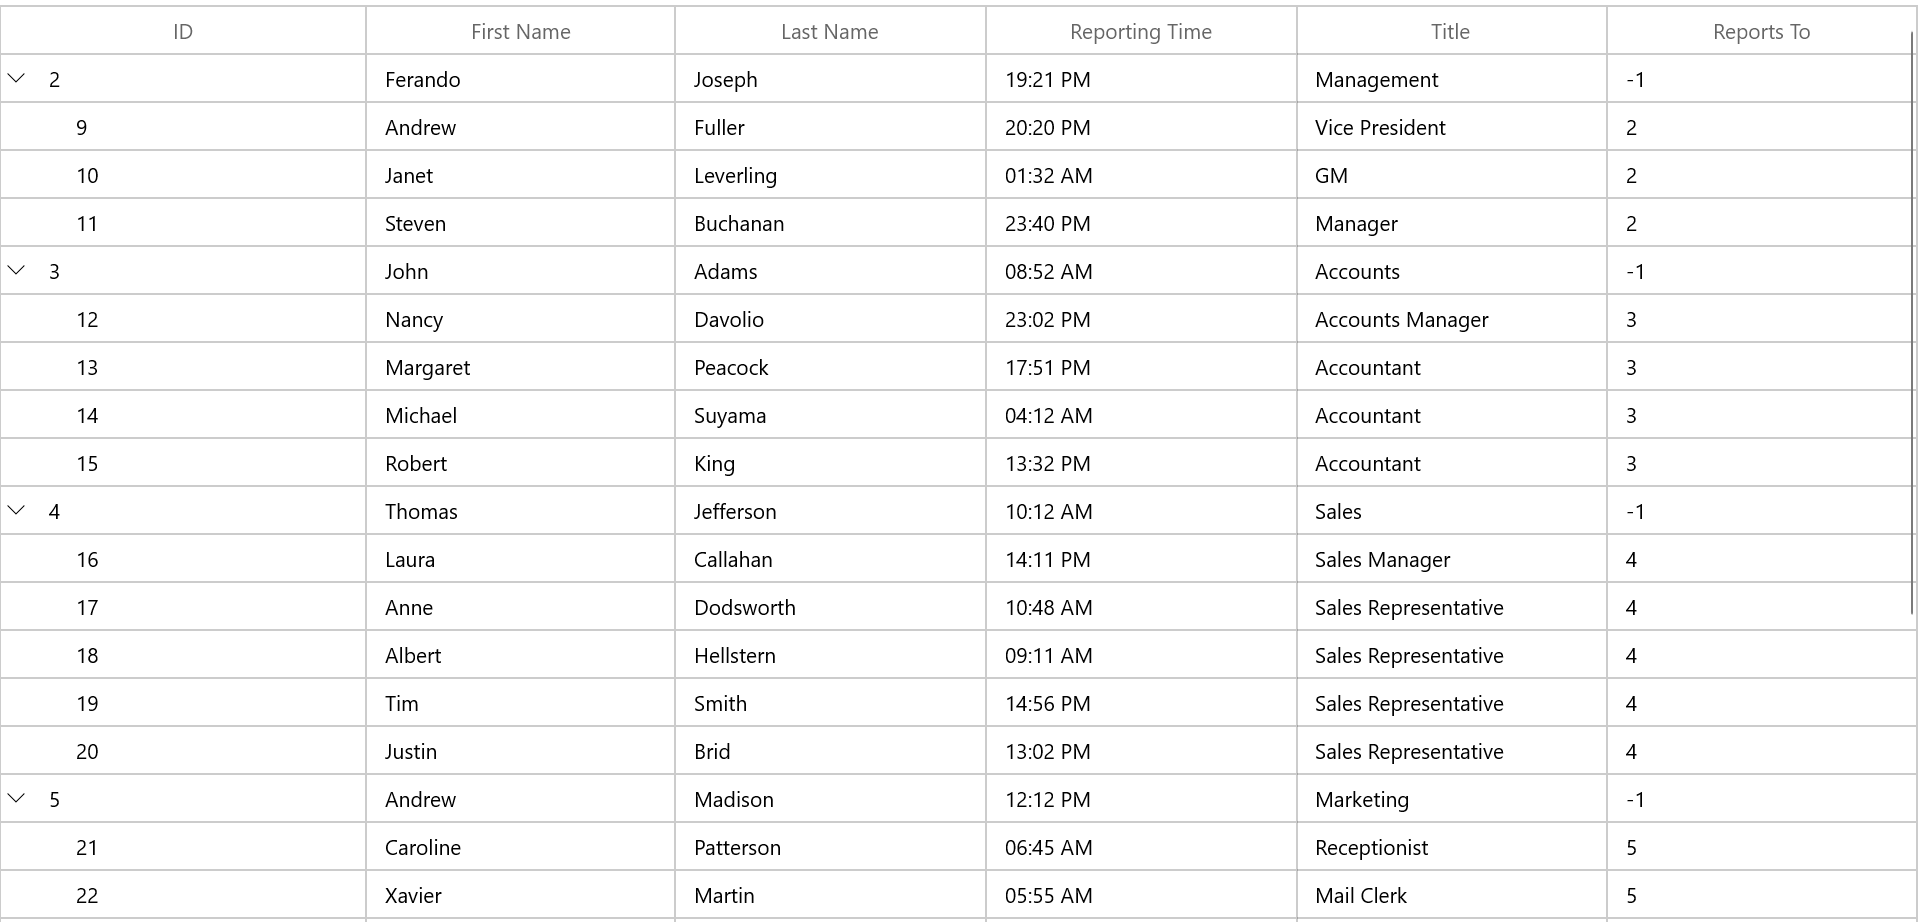 ID First Name Last Name Reporting Time Title Reports To
2 Ferando Joseph 19:21 PM Management -1
9 Andrew Fuller 20:20 PM Vice President 2
10 Janet Leverling 01:32 AM GM 2
11 Steven Buchanan 23:40 PM Manager 2
3 John Adams 08:52 AM Accounts -1
12 Nancy Davolio 23:02 PM Accounts Manager 3
13 Margaret Peacock 17:51 PM Accountant 3
14 Michael Suyama 04:12 AM Accountant 3
15 Robert King 13:32 PM Accountant 3
4 Thomas Jefferson 10:12 AM Sales -1
16 Laura Callahan 14:11 PM Sales Manager 4
17 Anne Dodsworth 10:48 AM Sales Representative 4
18 Albert Hellstern 09:11 AM Sales Representative 4
19 Tim Smith 14:56 PM Sales Representative 4
20 Justin Brid 13:02 PM Sales Representative 4
5 Andrew Madison 12:12 PM Marketing -1
21 Caroline Patterson 06:45 AM Receptionist 5
22 Xavier Martin 05:55 AM Mail Clerk 5